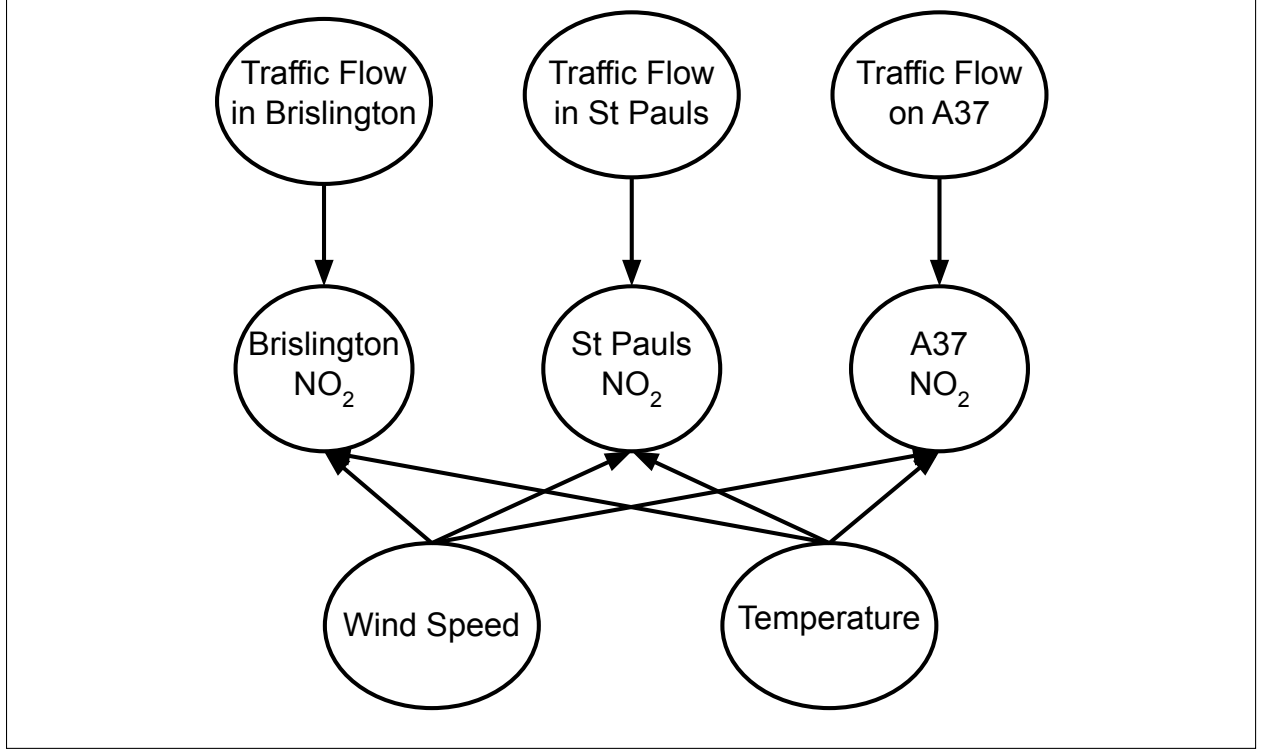 Traffic Flow
in Brislington
Traffic Flow
in St Pauls
Traffic Flow
on A37
Brislington
NO₂
St Pauls
NO₂
A37
NO₂
Wind Speed
Temperature